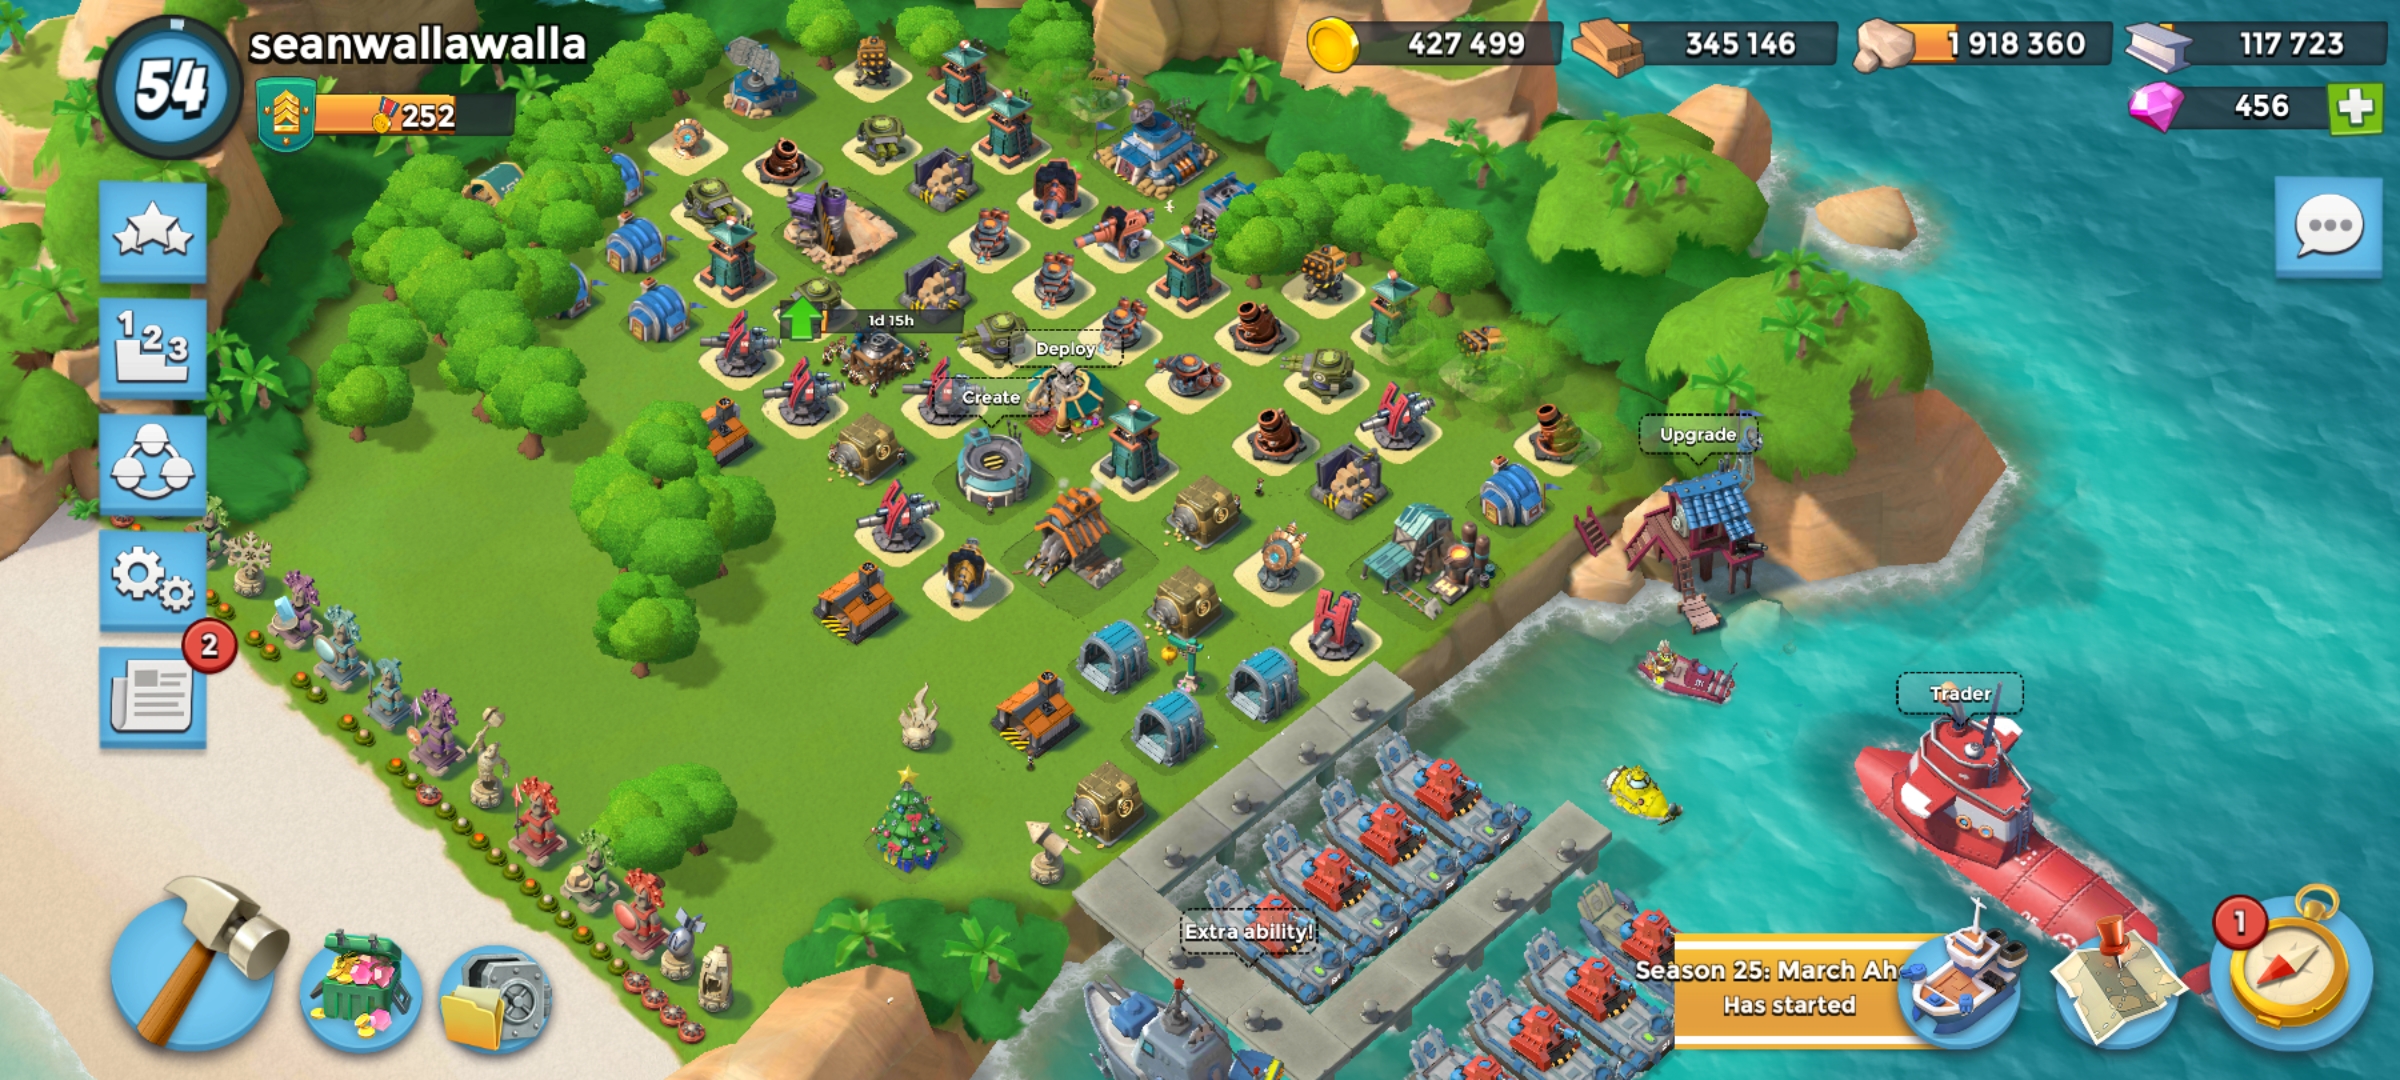 54
seanwallawalla
252
427 499
345 146
1 918 360
117 723
456
123
1d 15h
Deploy
Create
Upgrade
2
Trader
Extra ability!
1
Season 25: March Ah
Has started